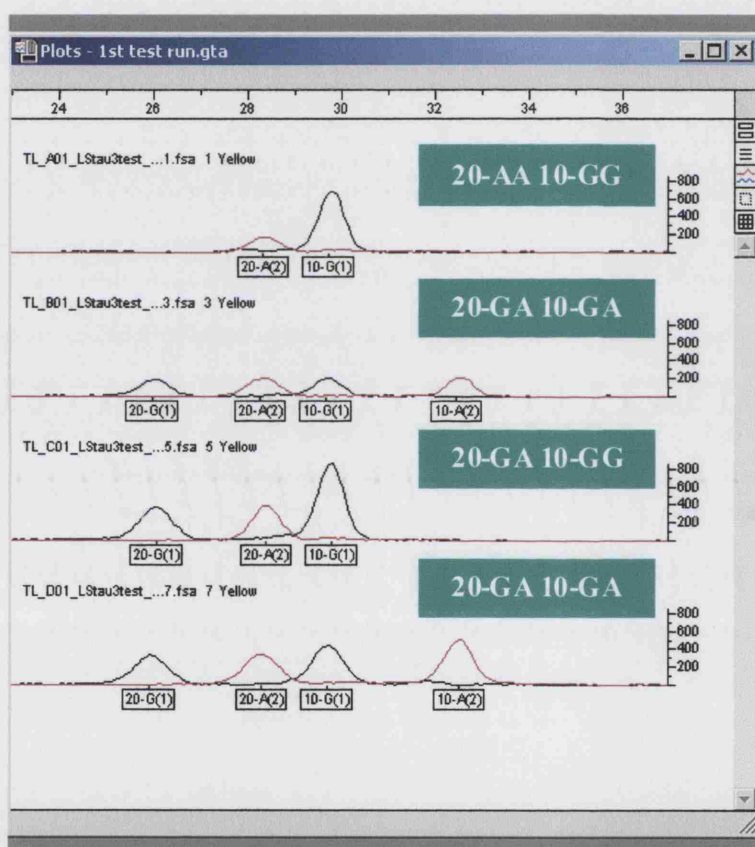 Plots - 1st test run.gta
24 26 28 30 32 34 36
TL_A01_LStau3test_...1.fsa 1 Yellow
20-AA 10-GG
800
600
400
200
20-A(2) 10-G(1)
TL_B01_LStau3test_...3.fsa 3 Yellow
20-GA 10-GA
800
600
400
200
20-G(1) 20-A(2) 10-G(1) 10-A(2)
TL_C01_LStau3test_...5.fsa 5 Yellow
20-GA 10-GG
800
600
400
200
20-G(1) 20-A(2) 10-G(1)
TL_D01_LStau3test_...7.fsa 7 Yellow
20-GA 10-GA
800
600
400
200
20-G(1) 20-A(2) 10-G(1) 10-A(2)